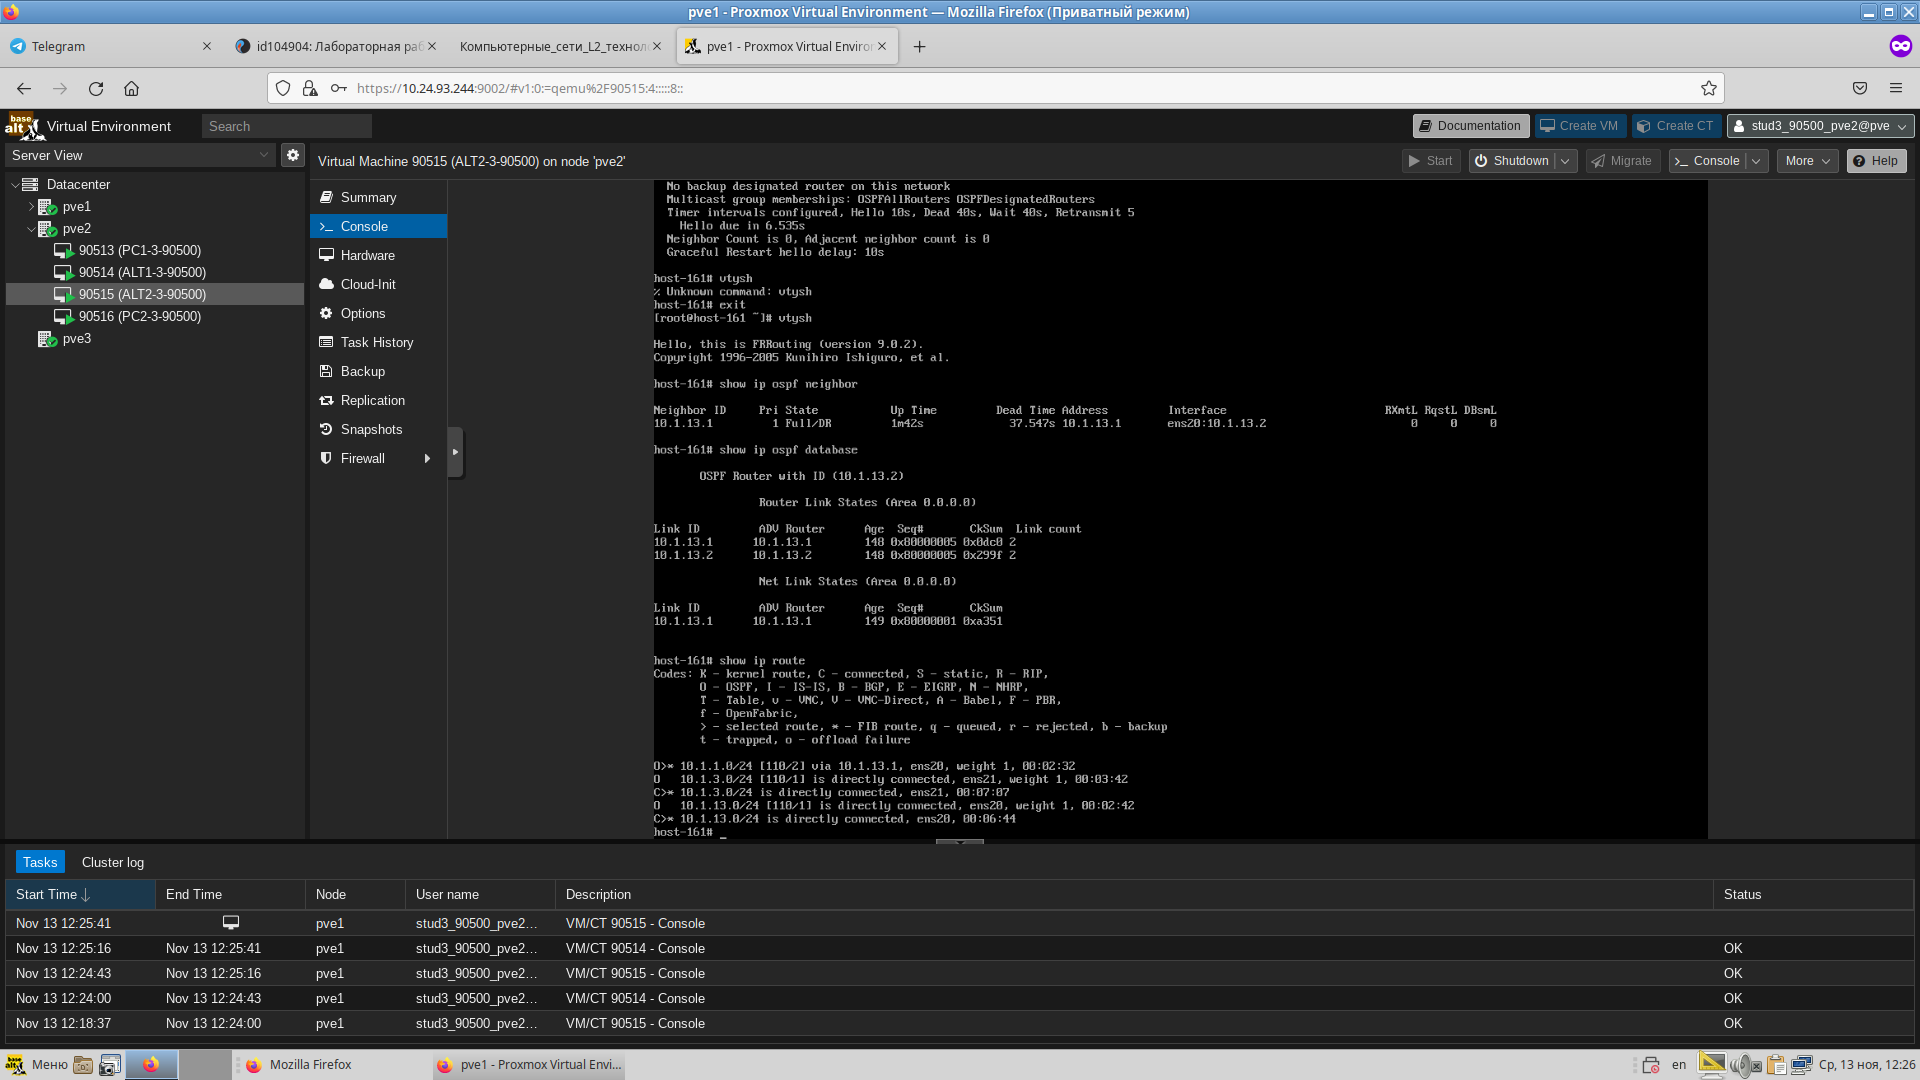 pve1 - Proxmox Virtual Environment — Mozilla Firefox (Приватный режим)
Telegram
id104904: Лабораторная раб
Компьютерные_сети_L2_технол
pve1 - Proxmox Virtual Enviror
https://10.24.93.244:9002/#v1:0:=qemu%2F90515:4:::::8::
base alt
Virtual Environment
Search
Documentation
Create VM
Create CT
stud3_90500_pve2@pve
Server View
Virtual Machine 90515 (ALT2-3-90500) on node 'pve2'
Start
Shutdown
Migrate
Console
More
Help
Datacenter
pve1
pve2
90513 (PC1-3-90500)
90514 (ALT1-3-90500)
90515 (ALT2-3-90500)
90516 (PC2-3-90500)
pve3
Summary
Console
Hardware
Cloud-Init
Options
Task History
Backup
Replication
Snapshots
Firewall
No backup designated router on this network
Multicast group memberships: OSPFAllRouters OSPFDesignatedRouters
Timer intervals configured, Hello 10s, Dead 40s, Wait 40s, Retransmit 5
Hello due in 6.535s
Neighbor Count is 0, Adjacent neighbor count is 0
Graceful Restart hello delay: 10s
host-161# vtysh
% Unknown command: vtysh
host-161# exit
[root@host-161 ~]# vtysh
Hello, this is FRRouting (version 9.0.2).
Copyright 1996-2005 Kunihiro Ishiguro, et al.
host-161# show ip ospf neighbor
Neighbor ID Pri State Up Time Dead Time Address Interface RXmtL RqstL DBsmL
10.1.13.1 1 Full/DR 1m42s 37.547s 10.1.13.1 ens20:10.1.13.2 0 0 0
host-161# show ip ospf database
OSPF Router with ID (10.1.13.2)
Router Link States (Area 0.0.0.0)
Link ID ADV Router Age Seq# CkSum Link count
10.1.13.1 10.1.13.1 148 0x80000005 0x0dc0 2
10.1.13.2 10.1.13.2 148 0x80000005 0x299f 2
Net Link States (Area 0.0.0.0)
Link ID ADV Router Age Seq# CkSum
10.1.13.1 10.1.13.1 149 0x80000001 0xa351
host-161# show ip route
Codes: K - kernel route, C - connected, S - static, R - RIP,
O - OSPF, I - IS-IS, B - BGP, E - EIGRP, N - NHRP,
T - Table, v - VNC, V - VNC-Direct, A - Babel, F - PBR,
f - OpenFabric,
> - selected route, * - FIB route, q - queued, r - rejected, b - backup
t - trapped, o - offload failure
O>* 10.1.1.0/24 [110/2] via 10.1.13.1, ens20, weight 1, 00:02:32
O 10.1.3.0/24 [110/1] is directly connected, ens21, weight 1, 00:03:42
C>* 10.1.3.0/24 is directly connected, ens21, 00:07:07
O 10.1.13.0/24 [110/1] is directly connected, ens20, weight 1, 00:02:42
C>* 10.1.13.0/24 is directly connected, ens20, 00:06:44
host-161# _
Tasks
Cluster log
Start Time End Time Node User name Description Status
Nov 13 12:25:41 pve1 stud3_90500_pve2... VM/CT 90515 - Console
Nov 13 12:25:16 Nov 13 12:25:41 pve1 stud3_90500_pve2... VM/CT 90514 - Console OK
Nov 13 12:24:43 Nov 13 12:25:16 pve1 stud3_90500_pve2... VM/CT 90515 - Console OK
Nov 13 12:24:00 Nov 13 12:24:43 pve1 stud3_90500_pve2... VM/CT 90514 - Console OK
Nov 13 12:18:37 Nov 13 12:24:00 pve1 stud3_90500_pve2... VM/CT 90515 - Console OK
Меню
Mozilla Firefox
pve1 - Proxmox Virtual Envi...
en
Ср, 13 ноя, 12:26